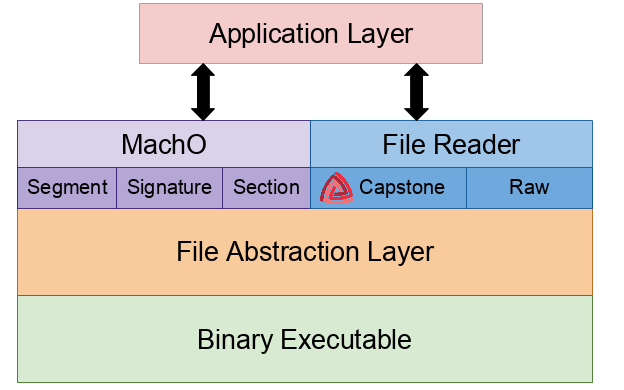 Application Layer
MachO
File Reader
Segment
Signature
Section
Capstone
Raw
File Abstraction Layer
Binary Executable